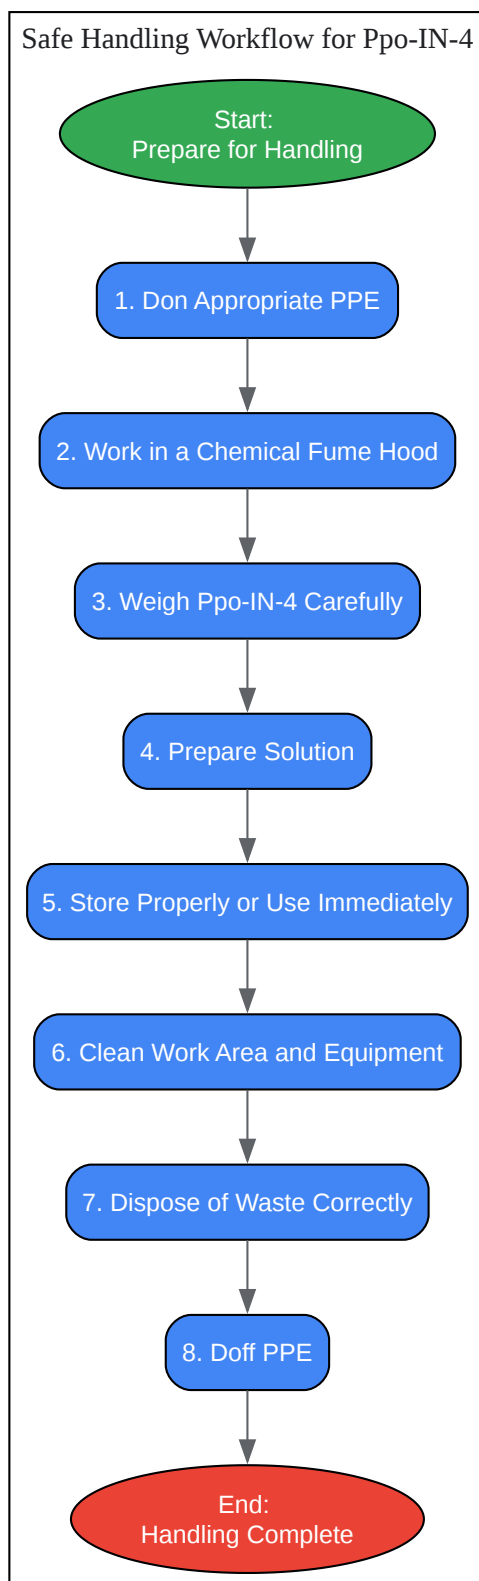 Safe Handling Workflow for Ppo-IN-4
Start:
Prepare for Handling
1. Don Appropriate PPE
2. Work in a Chemical Fume Hood
3. Weigh Ppo-IN-4 Carefully
4. Prepare Solution
5. Store Properly or Use Immediately
6. Clean Work Area and Equipment
7. Dispose of Waste Correctly
8. Doff PPE
End:
Handling Complete